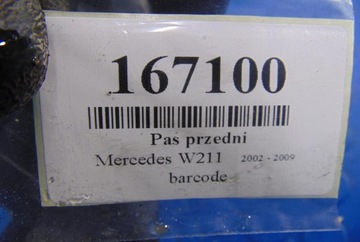 167100
Pas przedni
Mercedes W211 2002 - 2009
barcode